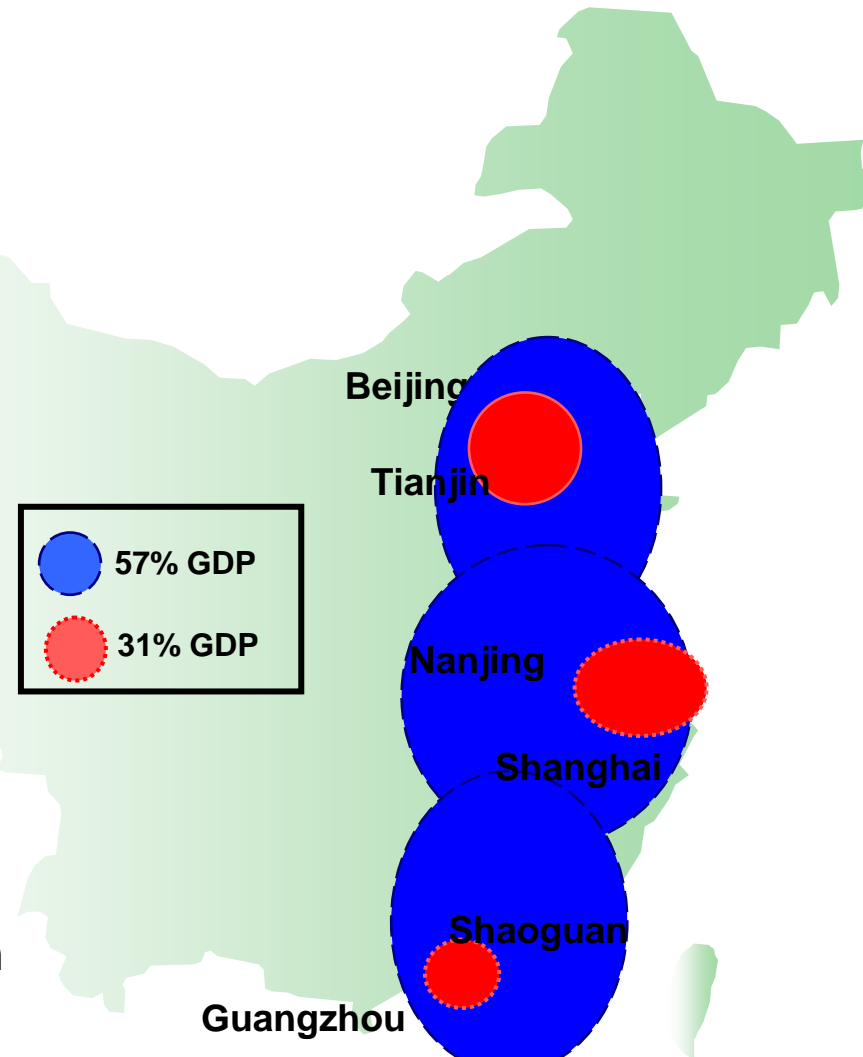 Beijing
Tianjin
57% GDP
31% GDP
Nanjing
Shanghai
Shaoguan
Guangzhou